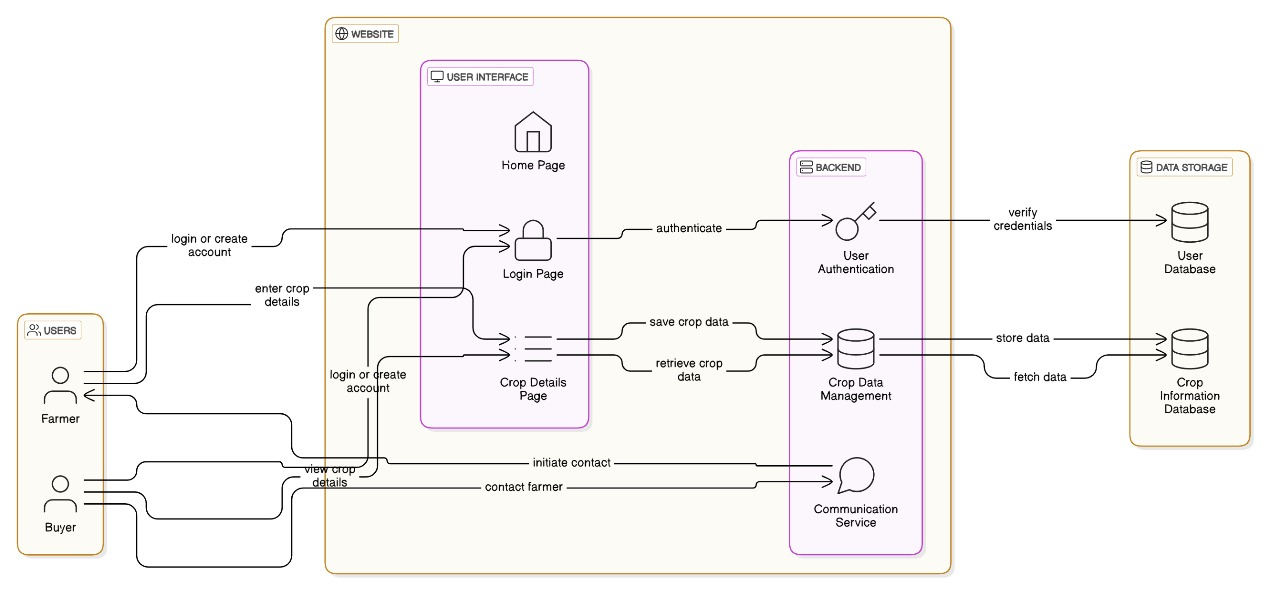 WEBSITE
USER INTERFACE
Home Page
BACKEND
DATA STORAGE
login or create
account
Login Page
authenticate
User
Authentication
verify
credentials
User
Database
enter crop
details
USERS
Farmer
login or create
account
Crop Details
Page
save crop data
retrieve crop
data
Crop Data
Management
store data
fetch data
Crop
Information
Database
view crop
details
initiate contact
contact farmer
Communication
Service
Buyer